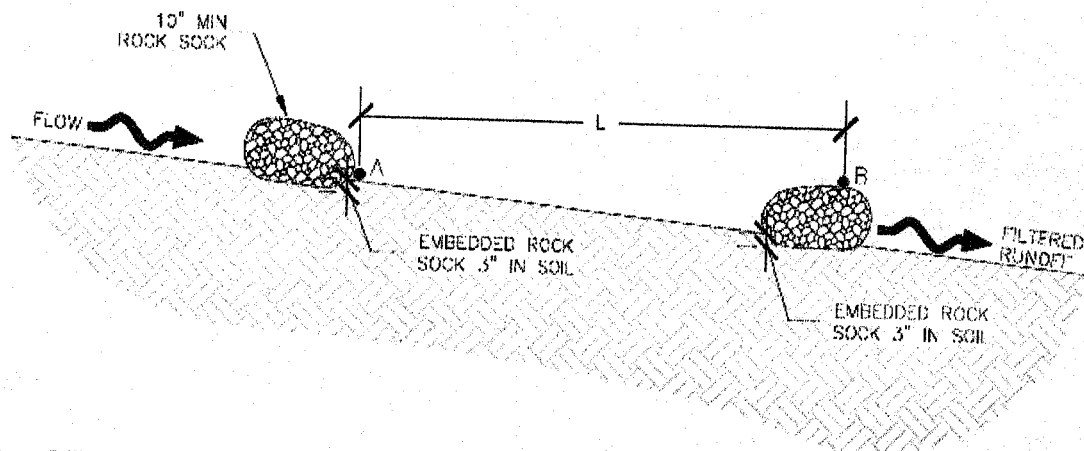 10" MIN
ROCK SOCK
FLOW
L
A
B
EMBEDDED ROCK
SOCK 3" IN SOIL
FILTERED
RUNOFF
EMBEDDED ROCK
SOCK 3" IN SOIL